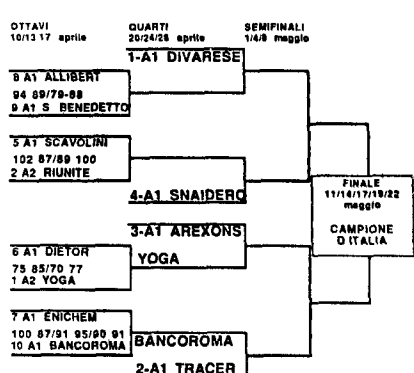 OTTAVI
10/13 17 aprile
QUARTI
20/24/28 aprile
SEMIFINALI
1/4/8 maggio
1-A1 DIVARESE
8 A1 ALLIBERT
94 89/79-88
9 A1 S BENEDETTO
5 A1 SCAVOLINI
102 87/89 100
2 A2 RIUNITE
4-A1 SNAIDERO
3-A1 AREXONS
6 A1 DIETOR
75 85/70 77
1 A2 YOGA
YOGA
7 A1 ENICHEM
100 87/91 95/90 91
10 A1 BANCOROMA
BANCOROMA
2-A1 TRACER
FINALE
11/14/17/19/22
maggio
CAMPIONE
D ITALIA